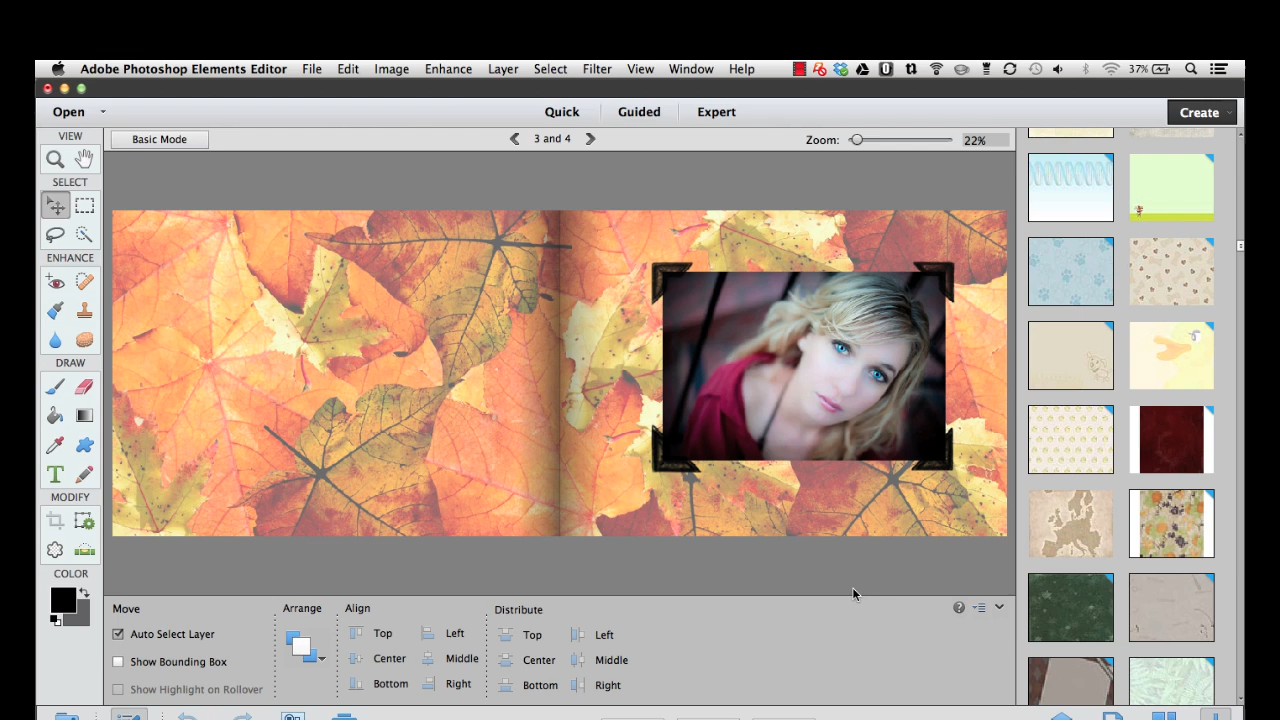 Adobe Photoshop Elements Editor File Edit Image Enhance Layer Select Filter View Window Help 37%
Open Quick Guided Expert Create
VIEW
Basic Mode 3 and 4 Zoom: 22%
SELECT
ENHANCE
DRAW
T
MODIFY
COLOR
Move Arrange Align Distribute
Auto Select Layer Top Left Top Left
Show Bounding Box Center Middle Center Middle
Show Highlight on Rollover Bottom Right Bottom Right